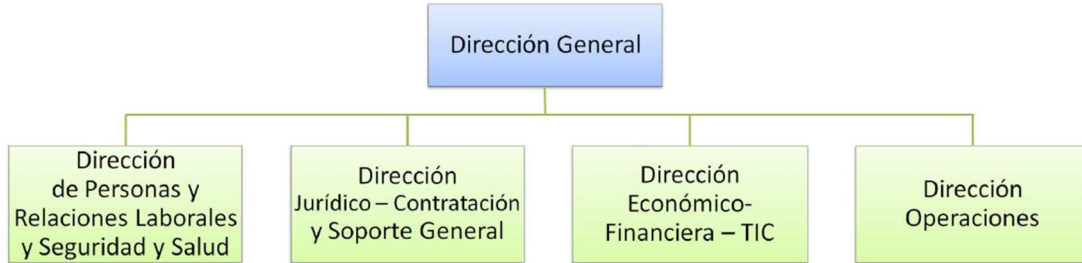 Dirección General
Dirección
de Personas y
Relaciones Laborales
y Seguridad y Salud
Dirección
Jurídico – Contratación
y Soporte General
Dirección
Económico-
Financiera – TIC
Dirección
Operaciones